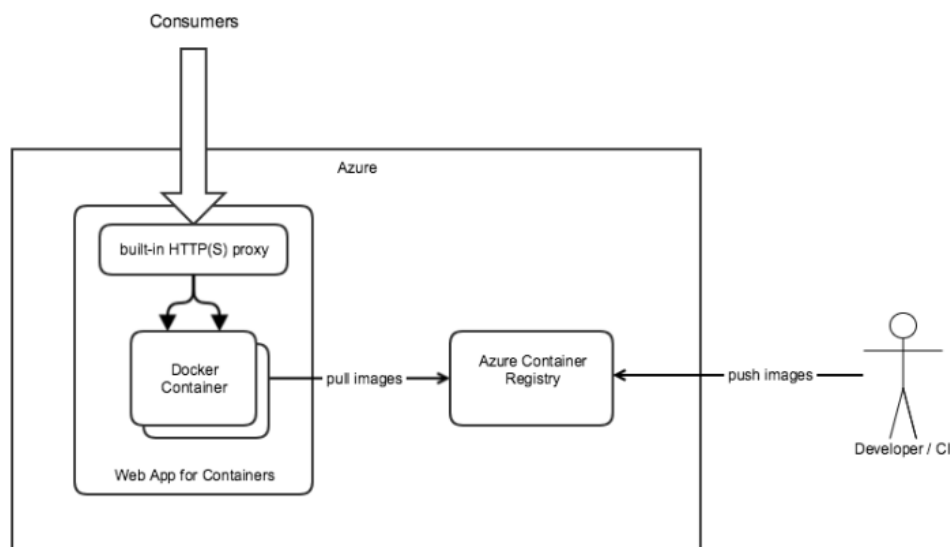 Consumers
Azure
built-in HTTP(S) proxy
Docker
Container
pull images
Azure Container
Registry
push images
Developer / CI
Web App for Containers